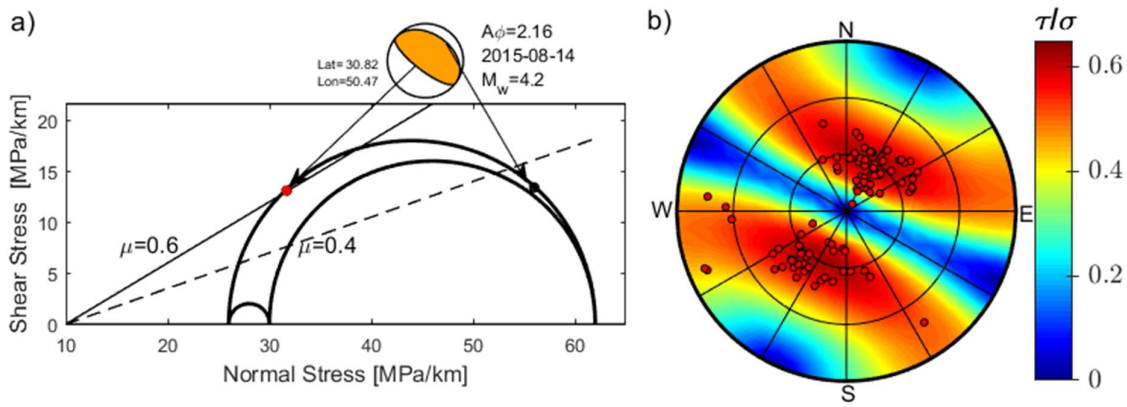 a)
Lat= 30.82
Lon=50.47
Aϕ=2.16
2015-08-14
Mw=4.2
Shear Stress [MPa/km]
20
15
10
5
0
μ=0.6
μ=0.4
10
20
30
40
50
60
Normal Stress [MPa/km]
b)
N
W
E
S
τ/σ
0.6
0.4
0.2
0